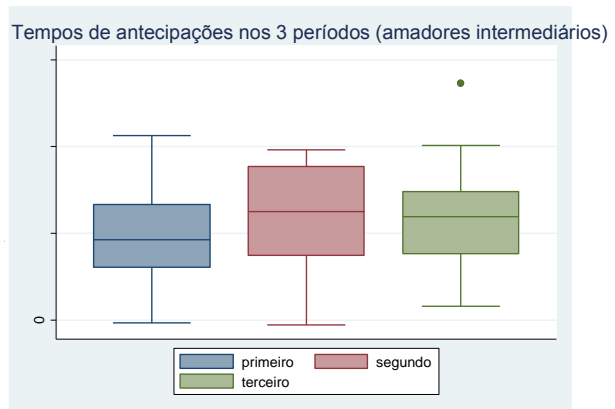 Tempos de antecipações nos 3 períodos (amadores intermediários)
0
primeiro segundo
terceiro